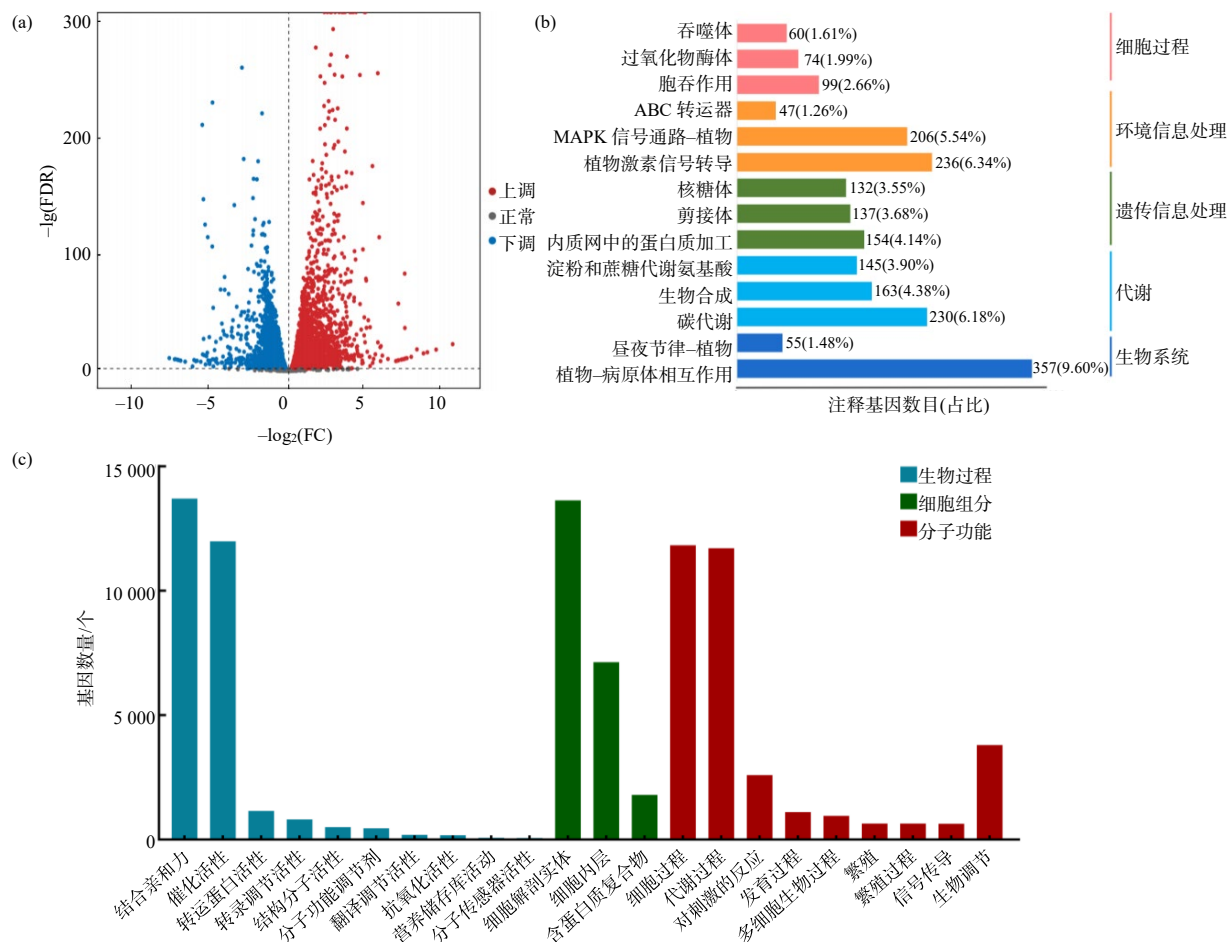 (a)
300
200
100
0
–lg(FDR)
–10
–5
0
5
10
–log₂(FC)
上调
正常
下调
(b)
吞噬体
60(1.61%)
过氧化物酶体
74(1.99%)
胞吞作用
99(2.66%)
细胞过程
ABC 转运器
47(1.26%)
MAPK 信号通路–植物
206(5.54%)
植物激素信号转导
236(6.34%)
环境信息处理
核糖体
132(3.55%)
剪接体
137(3.68%)
内质网中的蛋白质加工
154(4.14%)
遗传信息处理
淀粉和蔗糖代谢氨基酸
145(3.90%)
生物合成
163(4.38%)
碳代谢
230(6.18%)
代谢
昼夜节律–植物
55(1.48%)
植物–病原体相互作用
357(9.60%)
生物系统
注释基因数目(占比)
(c)
15 000
10 000
5 000
0
基因数量/个
生物过程
细胞组分
分子功能
结合亲和力
催化活性
转运蛋白活性
转录调节活性
结构分子活性
分子功能调节剂
翻译调节活性
抗氧化活性
营养储存库活动
分子传感器活性
细胞解剖实体
细胞内层
含蛋白质复合物
细胞过程
代谢过程
对刺激的反应
发育过程
多细胞生物过程
繁殖
繁殖过程
信号传导
生物调节